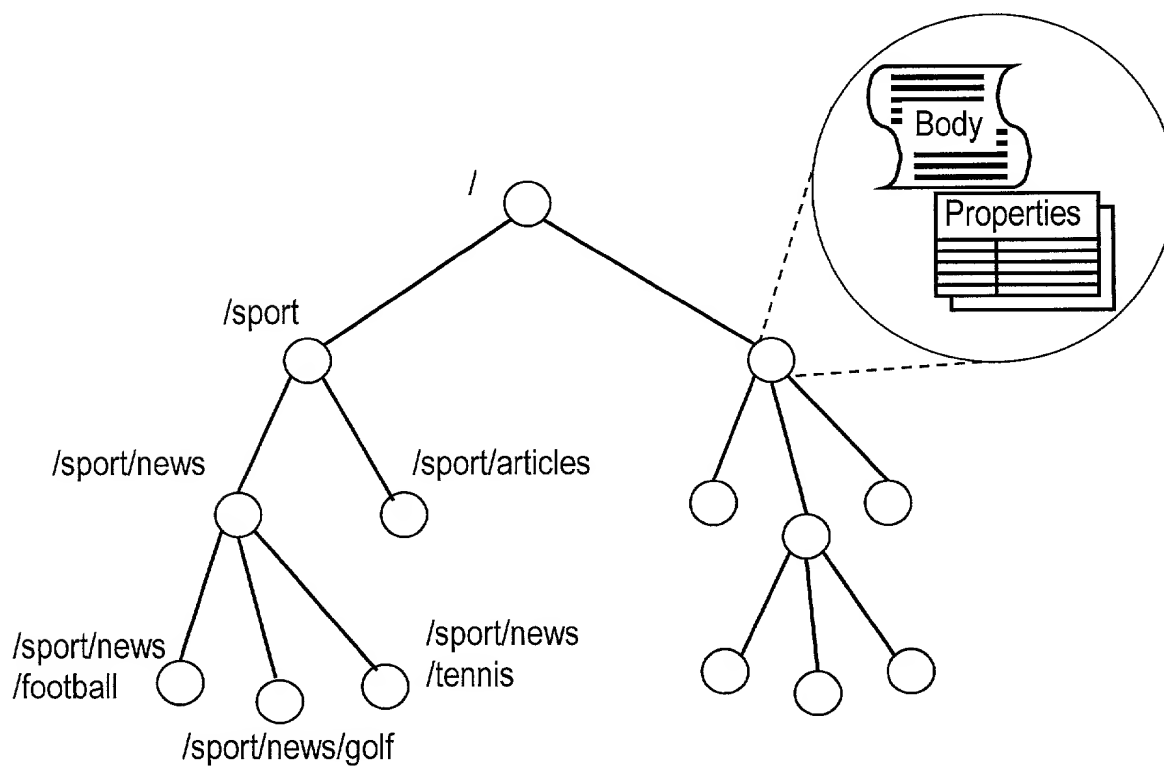 Body
Properties
/
/sport
/sport/news
/sport/articles
/sport/news
/football
/sport/news
/tennis
/sport/news/golf